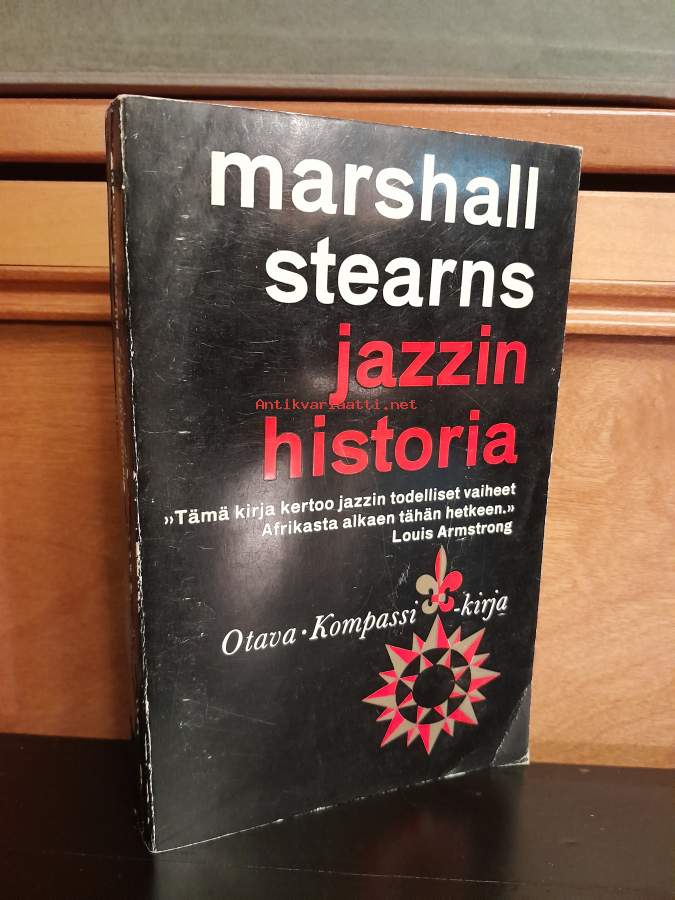 marshall
stearns
jazzin
Antikvariaatti.net
historia
»Tämä kirja kertoo jazzin todelliset vaiheet
Afrikasta alkaen tähän hetkeen.»
Louis Armstrong
Otava·Kompassi-kirja